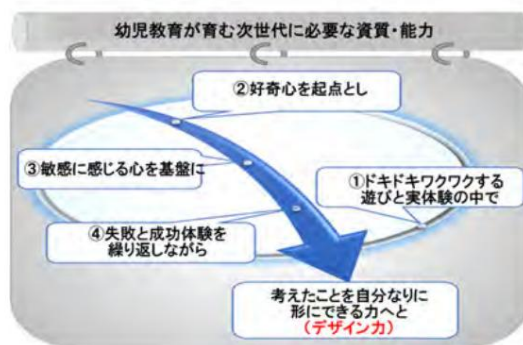 幼児教育が育む次世代に必要な資質・能力
②好奇心を起点とし
③敏感に感じる心を基盤に
①ドキドキワクワクする
遊びと実体験の中で
④失敗と成功体験を
繰り返しながら
考えたことを自分なりに
形にできる力へと
(デザイン力)